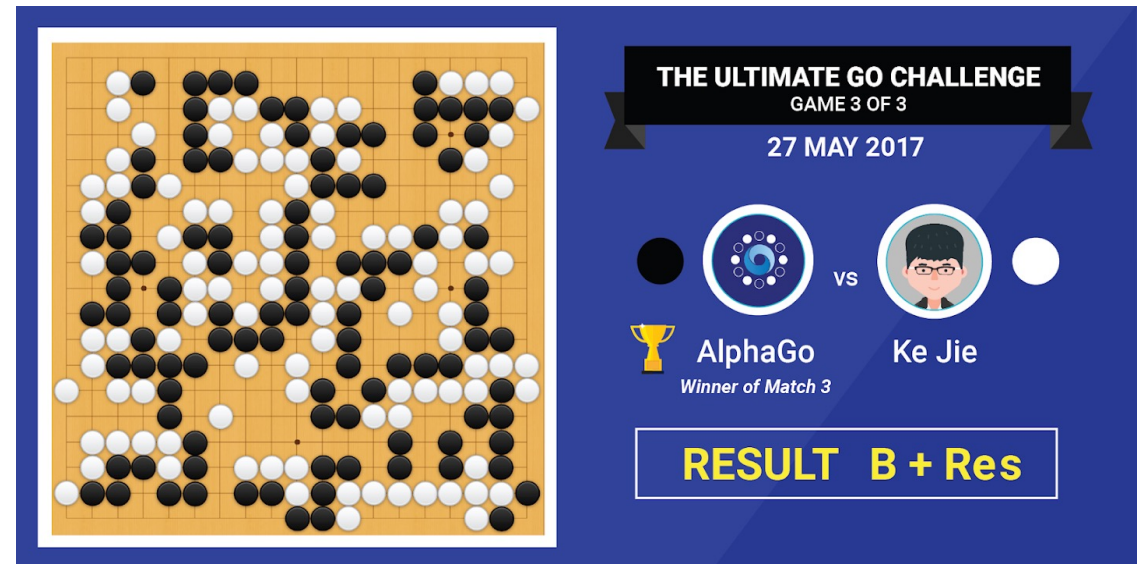 THE ULTIMATE GO CHALLENGE
GAME 3 OF 3
27 MAY 2017
vs
AlphaGo
Ke Jie
Winner of Match 3
RESULT B + Res